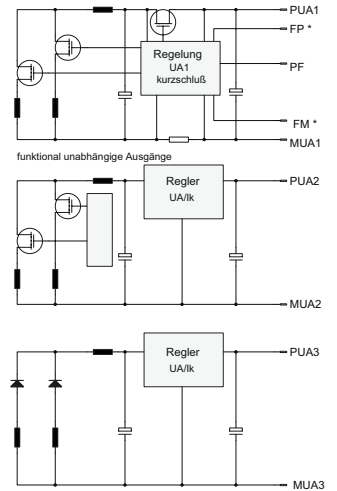 PUA1
FP *
Regelung
UA1
kurzschluß
PF
FM *
MUA1
funktional unabhängige Ausgänge
Regler
UA/Ik
PUA2
MUA2
Regler
UA/Ik
PUA3
MUA3